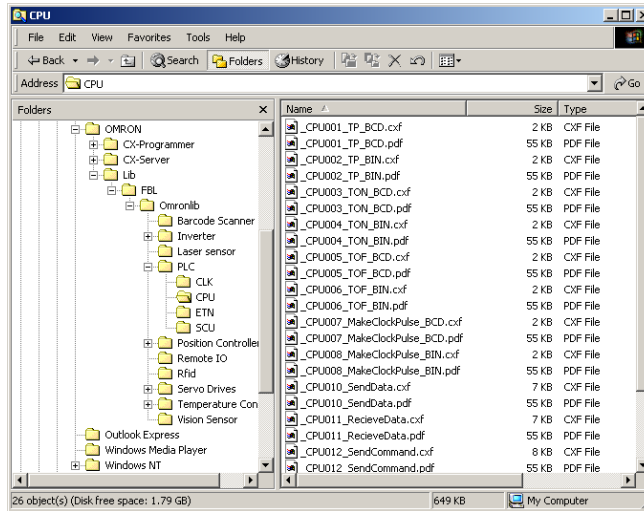 CPU
File Edit View Favorites Tools Help
Back Search Folders History
Address CPU Go
Folders
OMRON
CX-Programmer
CX-Server
Lib
FBL
Omronlib
Barcode Scanner
Inverter
Laser sensor
PLC
CLK
CPU
ETN
SCU
Position Controller
Remote IO
Rfid
Servo Drives
Temperature Con
Vision Sensor
Outlook Express
Windows Media Player
Windows NT
Name Size Type
_CPU001_TP_BCD.cxf 2 KB CXF File
_CPU001_TP_BCD.pdf 55 KB PDF File
_CPU002_TP_BIN.cxf 2 KB CXF File
_CPU002_TP_BIN.pdf 55 KB PDF File
_CPU003_TON_BCD.cxf 2 KB CXF File
_CPU003_TON_BCD.pdf 55 KB PDF File
_CPU004_TON_BIN.cxf 2 KB CXF File
_CPU004_TON_BIN.pdf 55 KB PDF File
_CPU005_TOF_BCD.cxf 2 KB CXF File
_CPU005_TOF_BCD.pdf 55 KB PDF File
_CPU006_TOF_BIN.cxf 2 KB CXF File
_CPU006_TOF_BIN.pdf 55 KB PDF File
_CPU007_MakeClockPulse_BCD.cxf 2 KB CXF File
_CPU007_MakeClockPulse_BCD.pdf 55 KB PDF File
_CPU008_MakeClockPulse_BIN.cxf 2 KB CXF File
_CPU008_MakeClockPulse_BIN.pdf 55 KB PDF File
_CPU010_SendData.cxf 7 KB CXF File
_CPU010_SendData.pdf 55 KB PDF File
_CPU011_RecieveData.cxf 7 KB CXF File
_CPU011_RecieveData.pdf 55 KB PDF File
_CPU012_SendCommand.cxf 8 KB CXF File
_CPU012_SendCommand.pdf 55 KB PDF File
26 object(s) (Disk free space: 1.79 GB) 649 KB My Computer